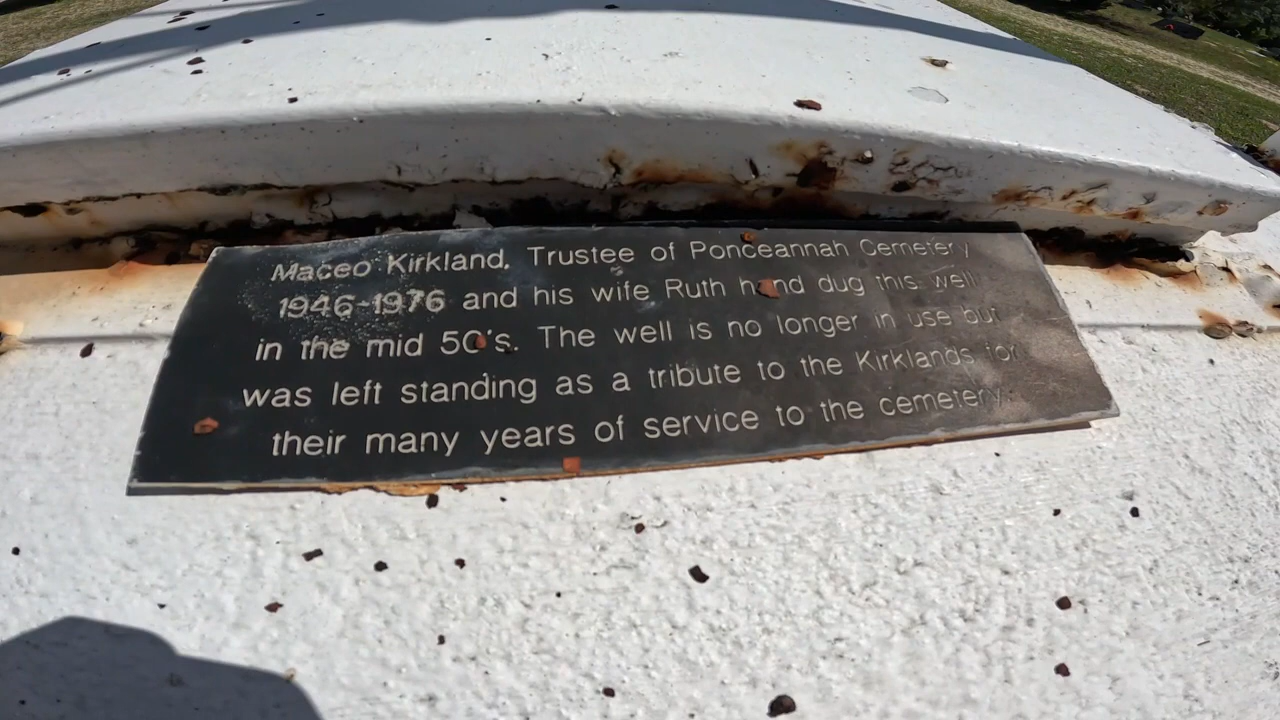 Maceo Kirkland, Trustee of Ponceannah Cemetery
1946-1976 and his wife Ruth hand dug this well
in the mid 50's. The well is no longer in use but
was left standing as a tribute to the Kirklands for
their many years of service to the cemetery.